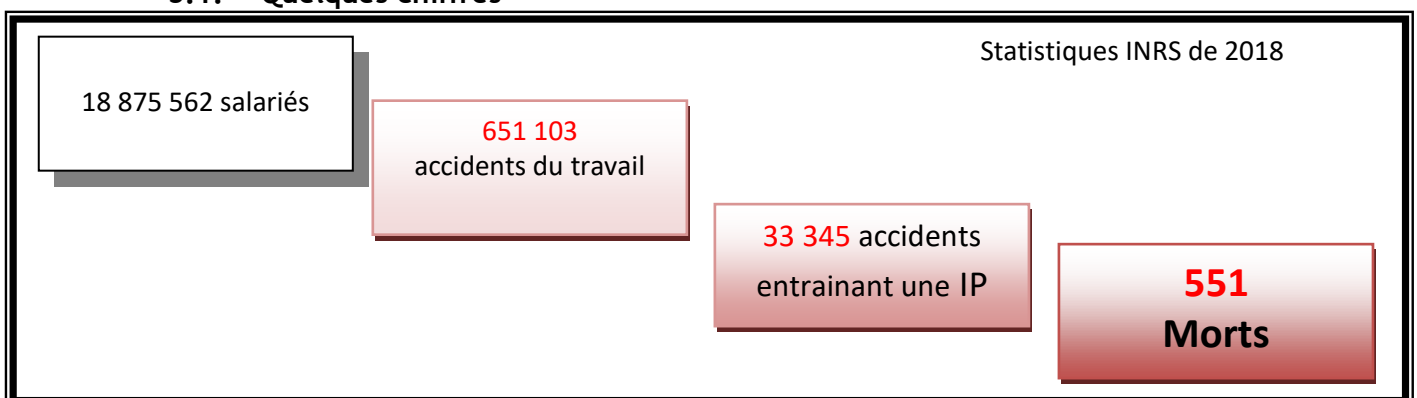 Statistiques INRS de 2018
18 875 562 salariés
651 103
accidents du travail
33 345 accidents
entrainant une IP
551
Morts